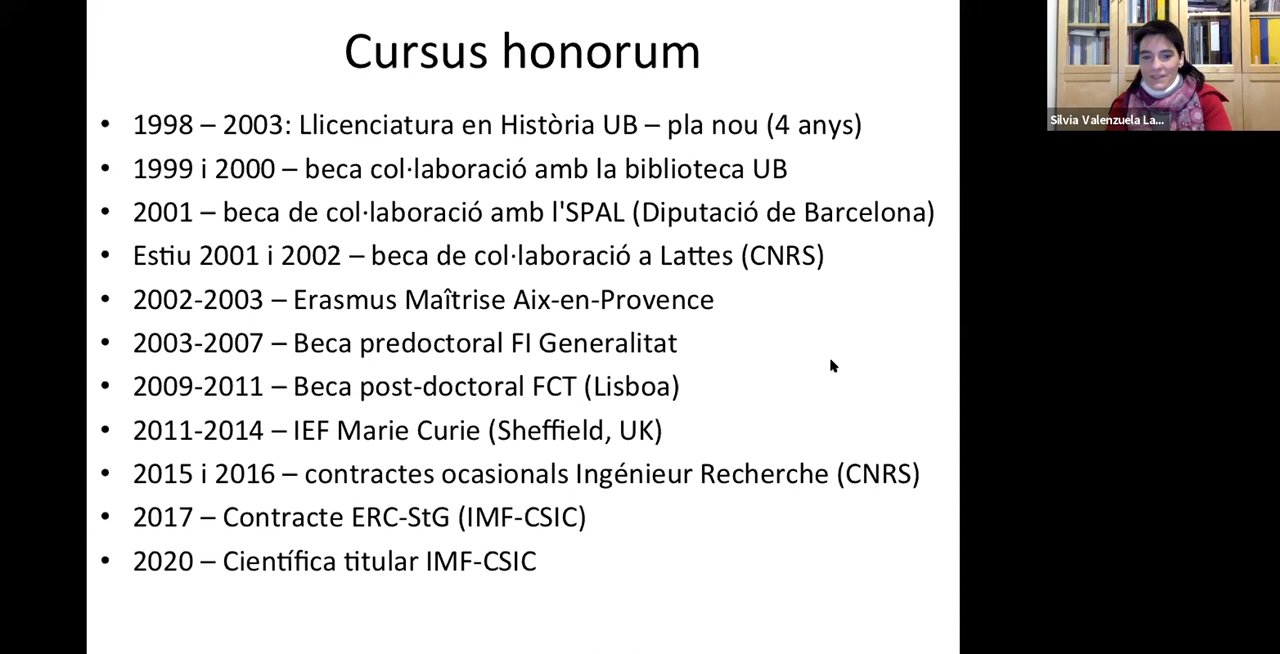 Cursus honorum
• 1998 – 2003: Llicenciatura en Història UB – pla nou (4 anys)
• 1999 i 2000 – beca col·laboració amb la biblioteca UB
• 2001 – beca de col·laboració amb l'SPAL (Diputació de Barcelona)
• Estiu 2001 i 2002 – beca de col·laboració a Lattes (CNRS)
• 2002-2003 – Erasmus Maîtrise Aix-en-Provence
• 2003-2007 – Beca predoctoral FI Generalitat
• 2009-2011 – Beca post-doctoral FCT (Lisboa)
• 2011-2014 – IEF Marie Curie (Sheffield, UK)
• 2015 i 2016 – contractes ocasionals Ingénieur Recherche (CNRS)
• 2017 – Contracte ERC-StG (IMF-CSIC)
• 2020 – Científica titular IMF-CSIC
Silvia Valenzuela La...